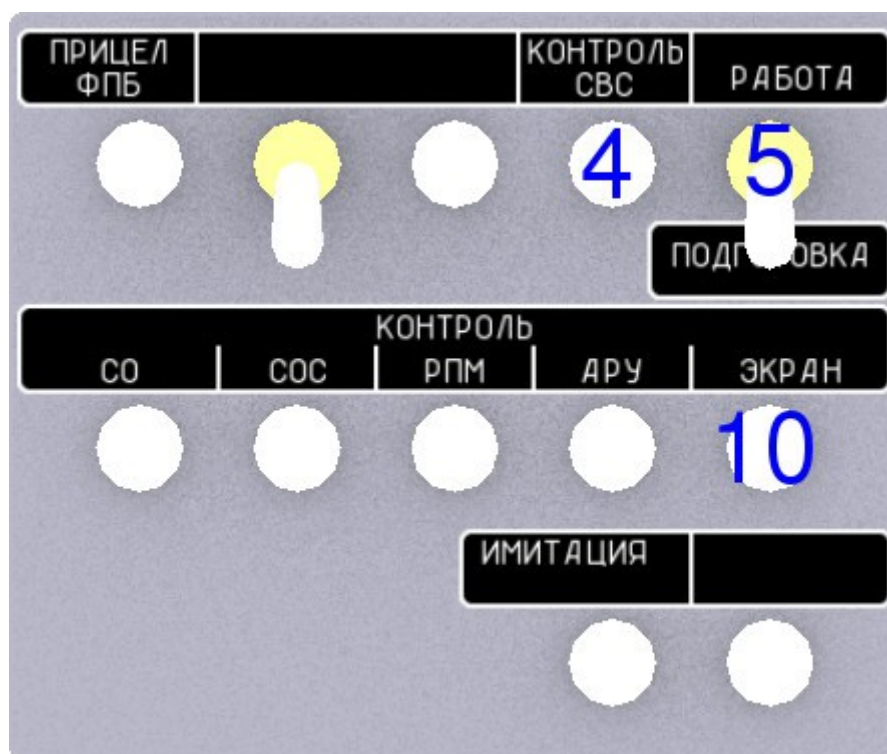 ПРИЦЕЛ
ФПБ
КОНТРОЛЬ
СВС
РАБОТА
4
5
КОНТРОЛЬ
СО
СОС
РПМ
АРУ
ЭКРАН
10
ИМИТАЦИЯ